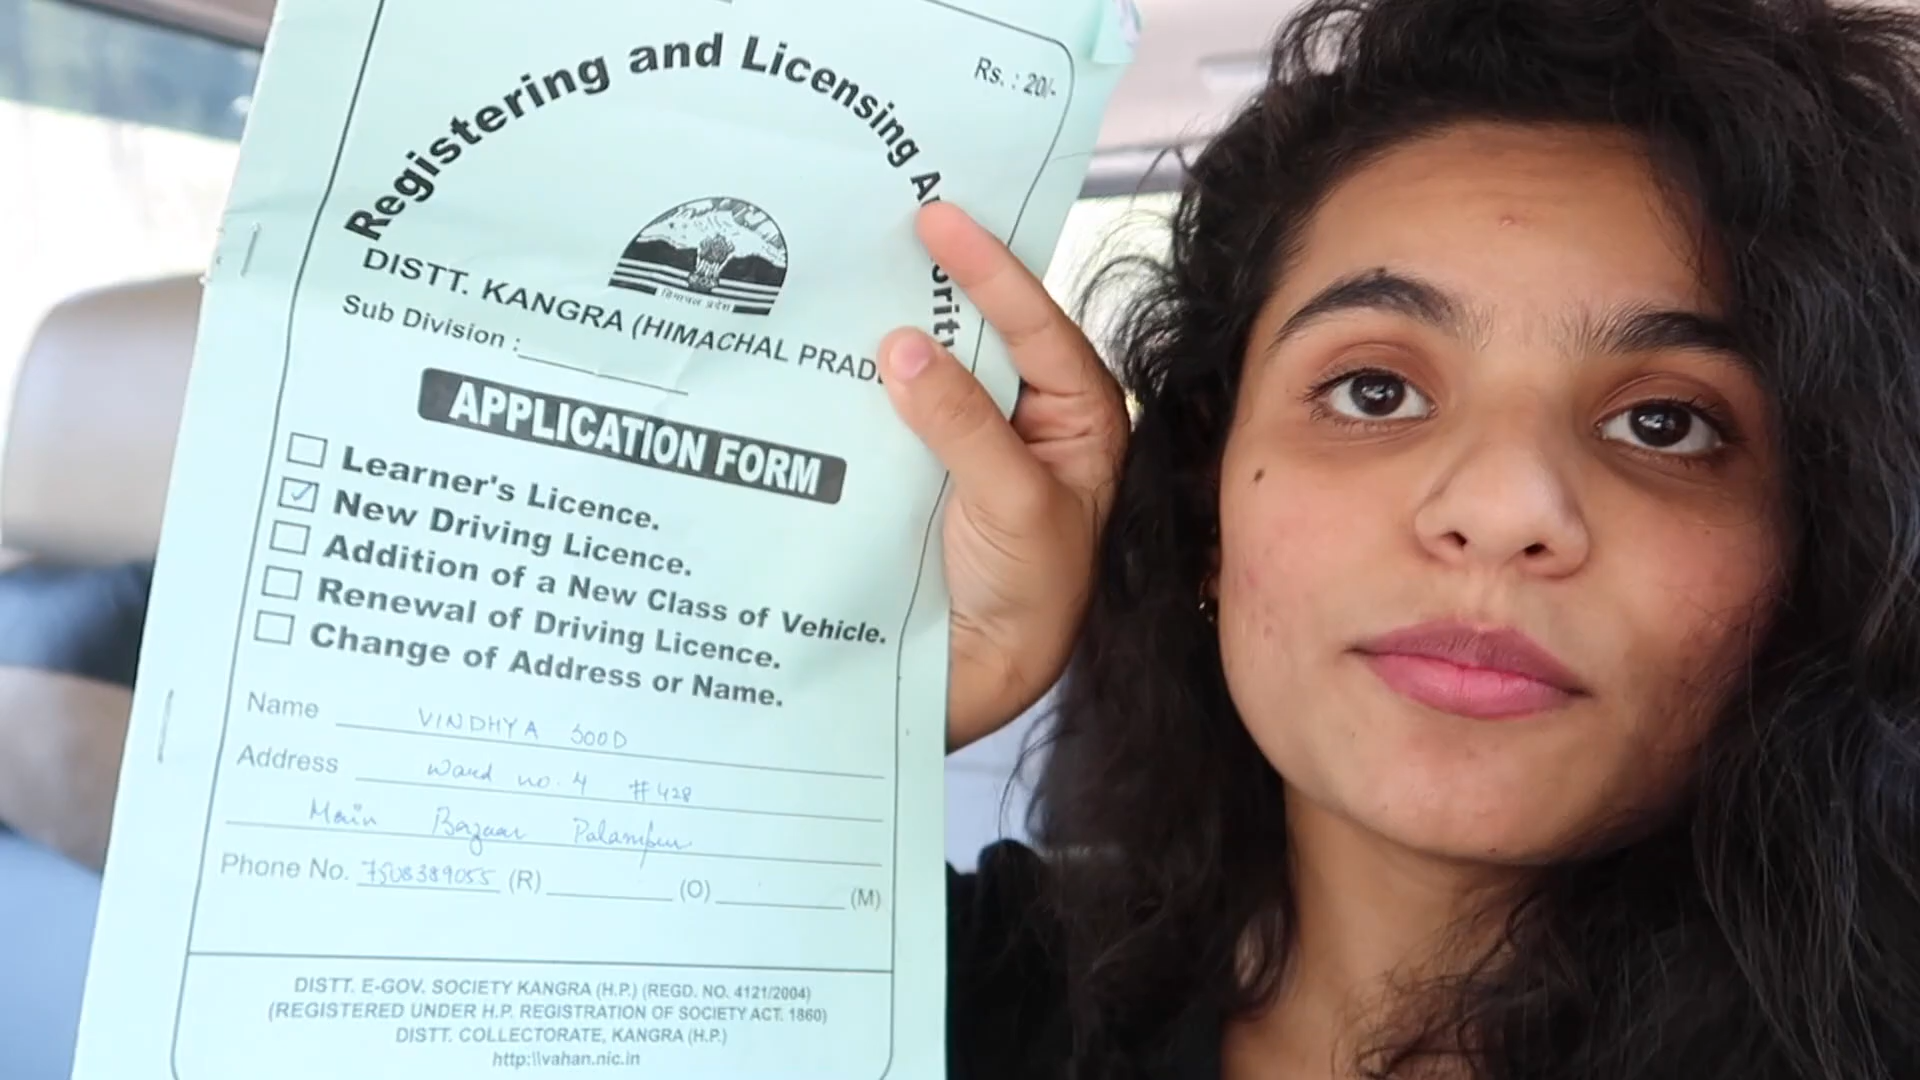 Rs. : 20/-
Registering and Licensing
हिमाचल प्रदेश
DISTT. KANGRA (HIMACHAL PRAD
Sub Division :
APPLICATION FORM
Learner's Licence.
New Driving Licence.
Addition of a New Class of Vehicle.
Renewal of Driving Licence.
Change of Address or Name.
Name VINDHYA SOOD
Address Ward no. 4 #428
Main Bazaar Palampur
Phone No. 7508389055 (R) (O) (M)
DISTT. E-GOV. SOCIETY KANGRA (H.P.) (REGD. NO. 4121/2004)
(REGISTERED UNDER H.P. REGISTRATION OF SOCIETY ACT. 1860)
DISTT. COLLECTORATE, KANGRA (H.P.)
http:\\vahan.nic.in